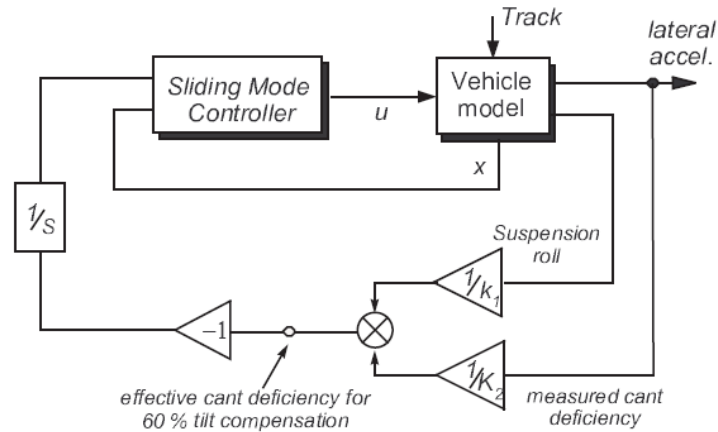 Track
lateral
accel.
Sliding Mode
Controller
u
Vehicle
model
x
1/S
Suspension
roll
1/K₁
-1
1/K₂
effective cant deficiency for
60 % tilt compensation
measured cant
deficiency